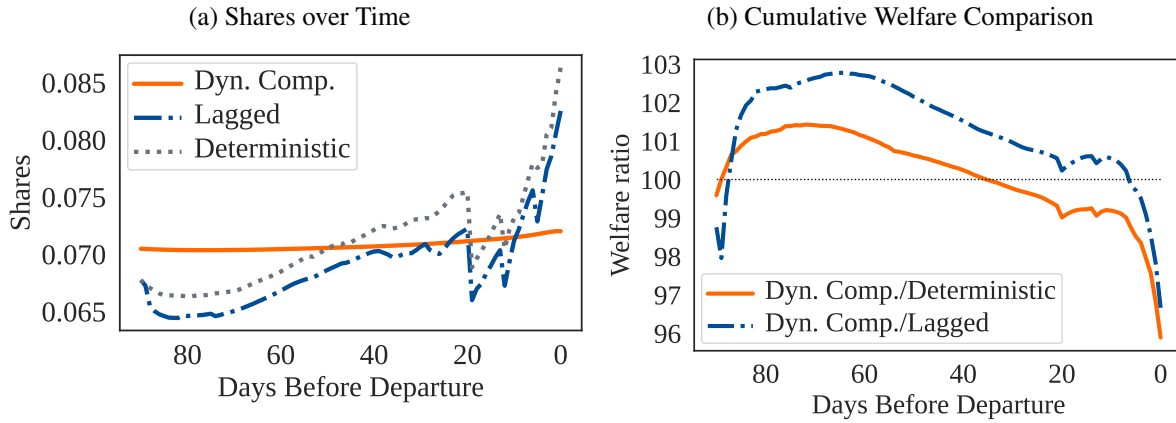 (a) Shares over Time
0.085
0.080
0.075
0.070
0.065
Shares
Dyn. Comp.
Lagged
Deterministic
80 60 40 20 0
Days Before Departure
(b) Cumulative Welfare Comparison
103
102
101
100
99
98
97
96
Welfare ratio
Dyn. Comp./Deterministic
Dyn. Comp./Lagged
80 60 40 20 0
Days Before Departure